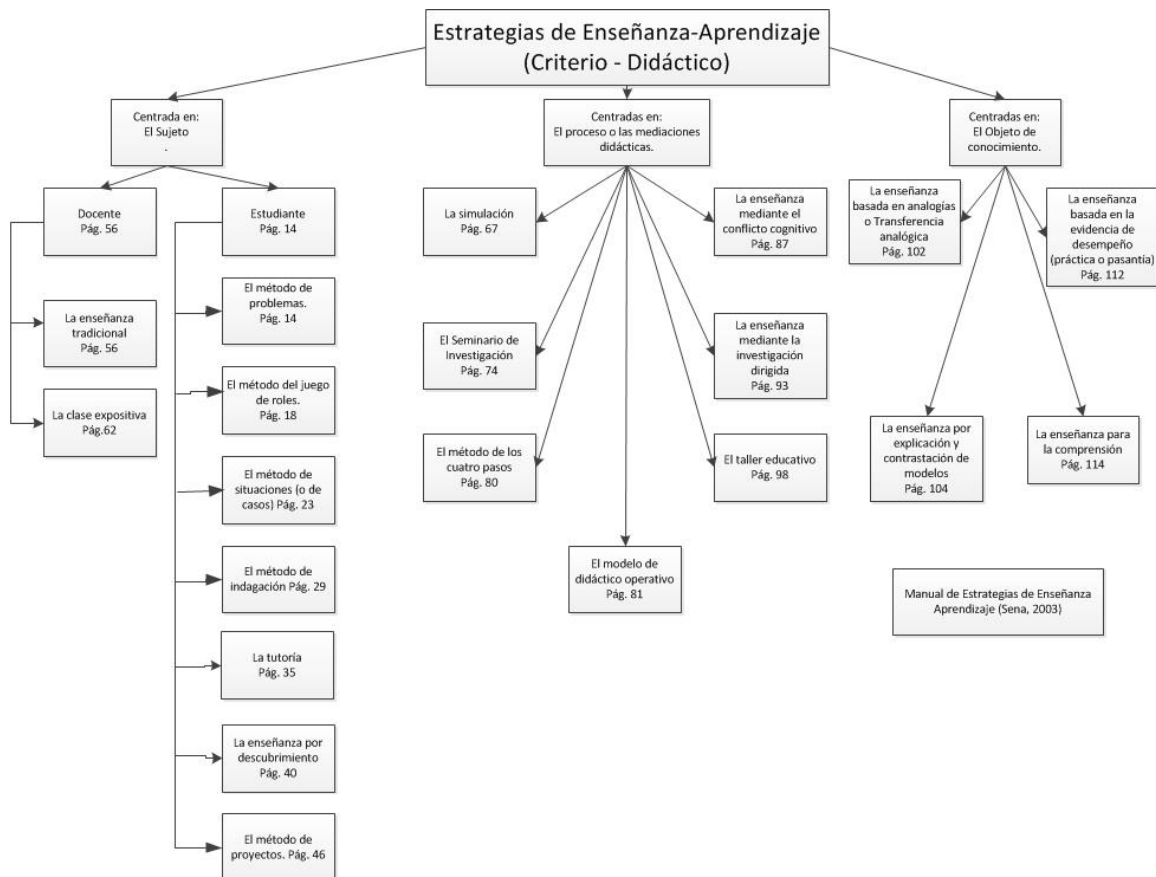 Estrategias de Enseñanza-Aprendizaje
(Criterio - Didáctico)
Centrada en:
El Sujeto
.
Docente
Pág. 56
La enseñanza
tradicional
Pág. 56
La clase expositiva
Pág.62
Estudiante
Pág. 14
El método de
problemas.
Pág. 14
El método del juego
de roles.
Pág. 18
El método de
situaciones (o de
casos) Pág. 23
El método de
indagación Pág. 29
La tutoría
Pág. 35
La enseñanza por
descubrimiento
Pág. 40
El método de
proyectos. Pág. 46
Centradas en:
El proceso o las mediaciones
didácticas.
La simulación
Pág. 67
El Seminario de
Investigación
Pág. 74
El método de los
cuatro pasos
Pág. 80
El modelo de
didáctico operativo
Pág. 81
La enseñanza
mediante el
conflicto cognitivo
Pág. 87
La enseñanza
mediante la
investigación
dirigida
Pág. 93
El taller educativo
Pág. 98
Centradas en:
El Objeto de
conocimiento.
La enseñanza
basada en analogías
o Transferencia
analógica
Pág. 102
La enseñanza por
explicación y
contrastación de
modelos
Pág. 104
La enseñanza
basada en la
evidencia de
desempeño
(práctica o pasantía)
Pág. 112
La enseñanza para
la comprensión
Pág. 114
Manual de Estrategias de Enseñanza
Aprendizaje (Sena, 2003)